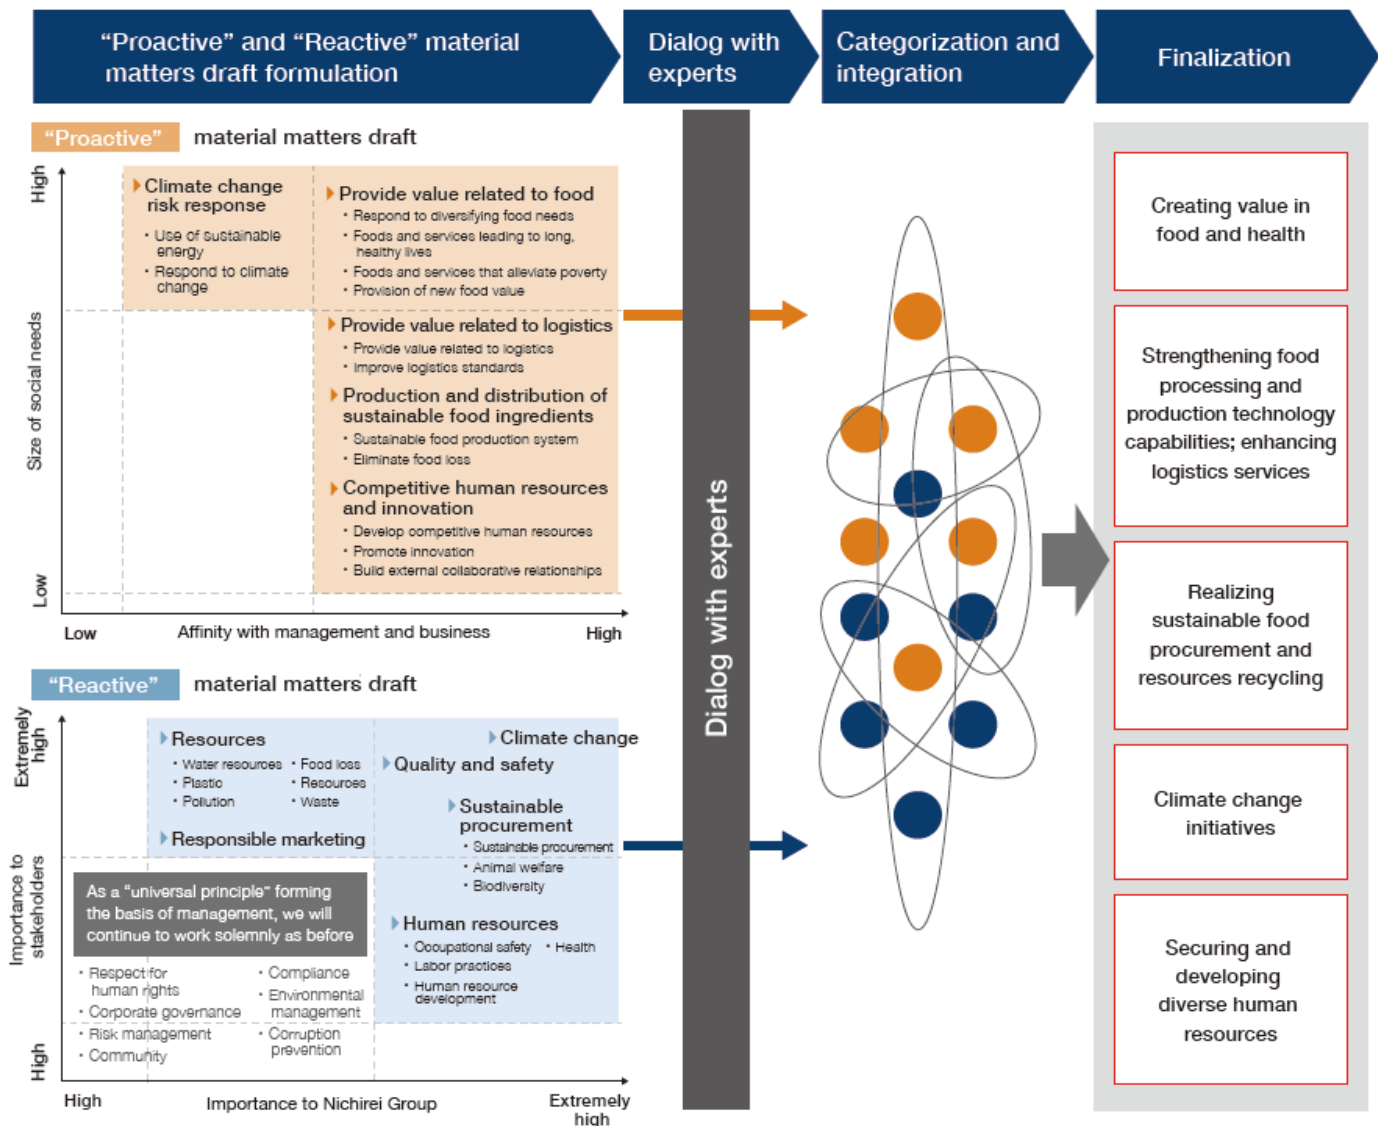 “Proactive” and “Reactive” material
matters draft formulation
Dialog with
experts
Categorization and
integration
Finalization
“Proactive” material matters draft
High
Size of social needs
Low
Climate change
risk response
・Use of sustainable
energy
・Respond to climate
change
Provide value related to food
・Respond to diversifying food needs
・Foods and services leading to long,
healthy lives
・Foods and services that alleviate poverty
・Provision of new food value
Provide value related to logistics
・Provide value related to logistics
・Improve logistics standards
Production and distribution of
sustainable food ingredients
・Sustainable food production system
・Eliminate food loss
Competitive human resources
and innovation
・Develop competitive human resources
・Promote innovation
・Build external collaborative relationships
Low
Affinity with management and business
High
“Reactive” material matters draft
Extremely
high
Importance to
stakeholders
High
Resources
・Water resources
・Plastic
・Pollution
・Food loss
・Resources
・Waste
Responsible marketing
Climate change
Quality and safety
Sustainable
procurement
・Sustainable procurement
・Animal welfare
・Biodiversity
Human resources
・Occupational safety ・Health
・Labor practices
・Human resource
development
As a “universal principle” forming
the basis of management, we will
continue to work solemnly as before
・Respect for
human rights
・Corporate governance
・Risk management
・Community
・Compliance
・Environmental
management
・Corruption
prevention
High
Importance to Nichirei Group
Extremely
high
Dialog with experts
Creating value in
food and health
Strengthening food
processing and
production technology
capabilities; enhancing
logistics services
Realizing
sustainable food
procurement and
resources recycling
Climate change
initiatives
Securing and
developing
diverse human
resources